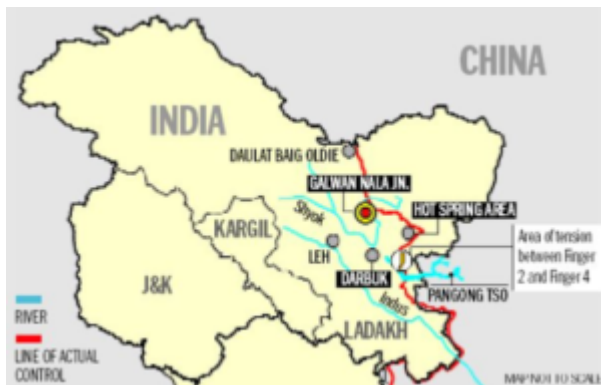 CHINA
INDIA
DAULAT BAIG OLDIE
GALWAN NALA JN.
HOT SPRING AREA
Shyok
KARGIL
Area of tension
between Finger
2 and Finger 4
LEH
DARBUK
J&K
PANGONG TSO
Indus
RIVER
LADAKH
LINE OF ACTUAL
CONTROL
MAP NOT TO SCALE